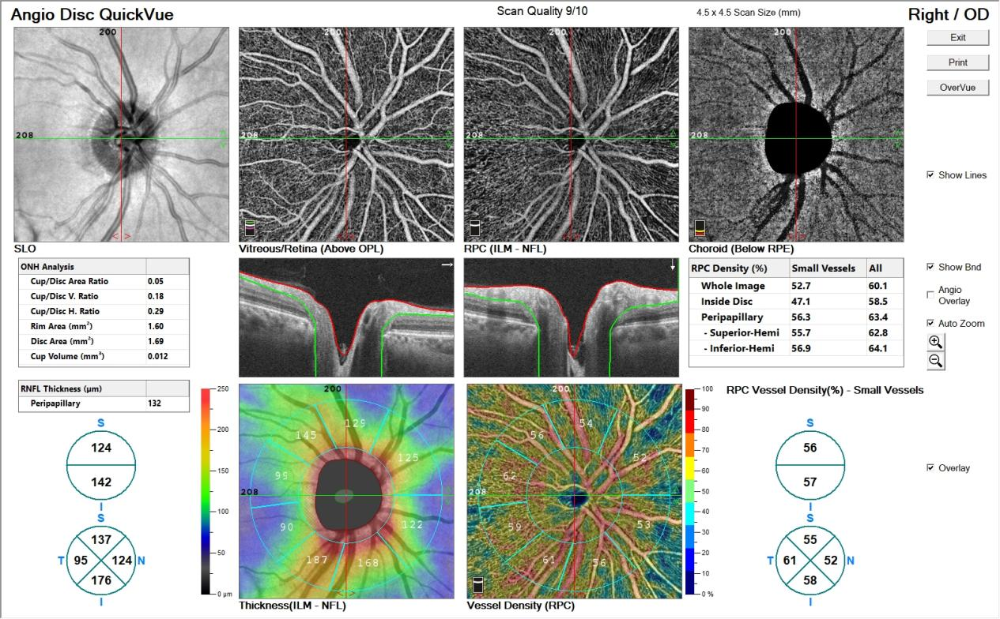 Angio Disc QuickVue
Scan Quality 9/10
4.5 x 4.5 Scan Size (mm)
Right / OD
Exit
Print
OverVue
Show Lines
Show Bnd
Angio
Overlay
Auto Zoom
Overlay
200
208
SLO
200
208
Vitreous/Retina (Above OPL)
200
208
RPC (ILM - NFL)
200
208
Choroid (Below RPE)
ONH Analysis
Cup/Disc Area Ratio 0.05
Cup/Disc V. Ratio 0.18
Cup/Disc H. Ratio 0.29
Rim Area (mm²) 1.60
Disc Area (mm²) 1.69
Cup Volume (mm³) 0.012
RPC Density (%) Small Vessels All
Whole Image 52.7 60.1
Inside Disc 47.1 58.5
Peripapillary 56.3 63.4
- Superior-Hemi 55.7 62.8
- Inferior-Hemi 56.9 64.1
RNFL Thickness (µm)
Peripapillary 132
S
124
142
I
S
137
T 95 124 N
176
I
250
200
150
100
50
0 µm
200
208
129
145
125
99
90
122
187
168
Thickness(ILM - NFL)
200
208
54
56
52
62
59
53
61
56
Vessel Density (RPC)
100
90
80
70
60
50
40
30
20
10
0 %
RPC Vessel Density(%) - Small Vessels
S
56
57
I
S
55
T 61 52 N
58
I